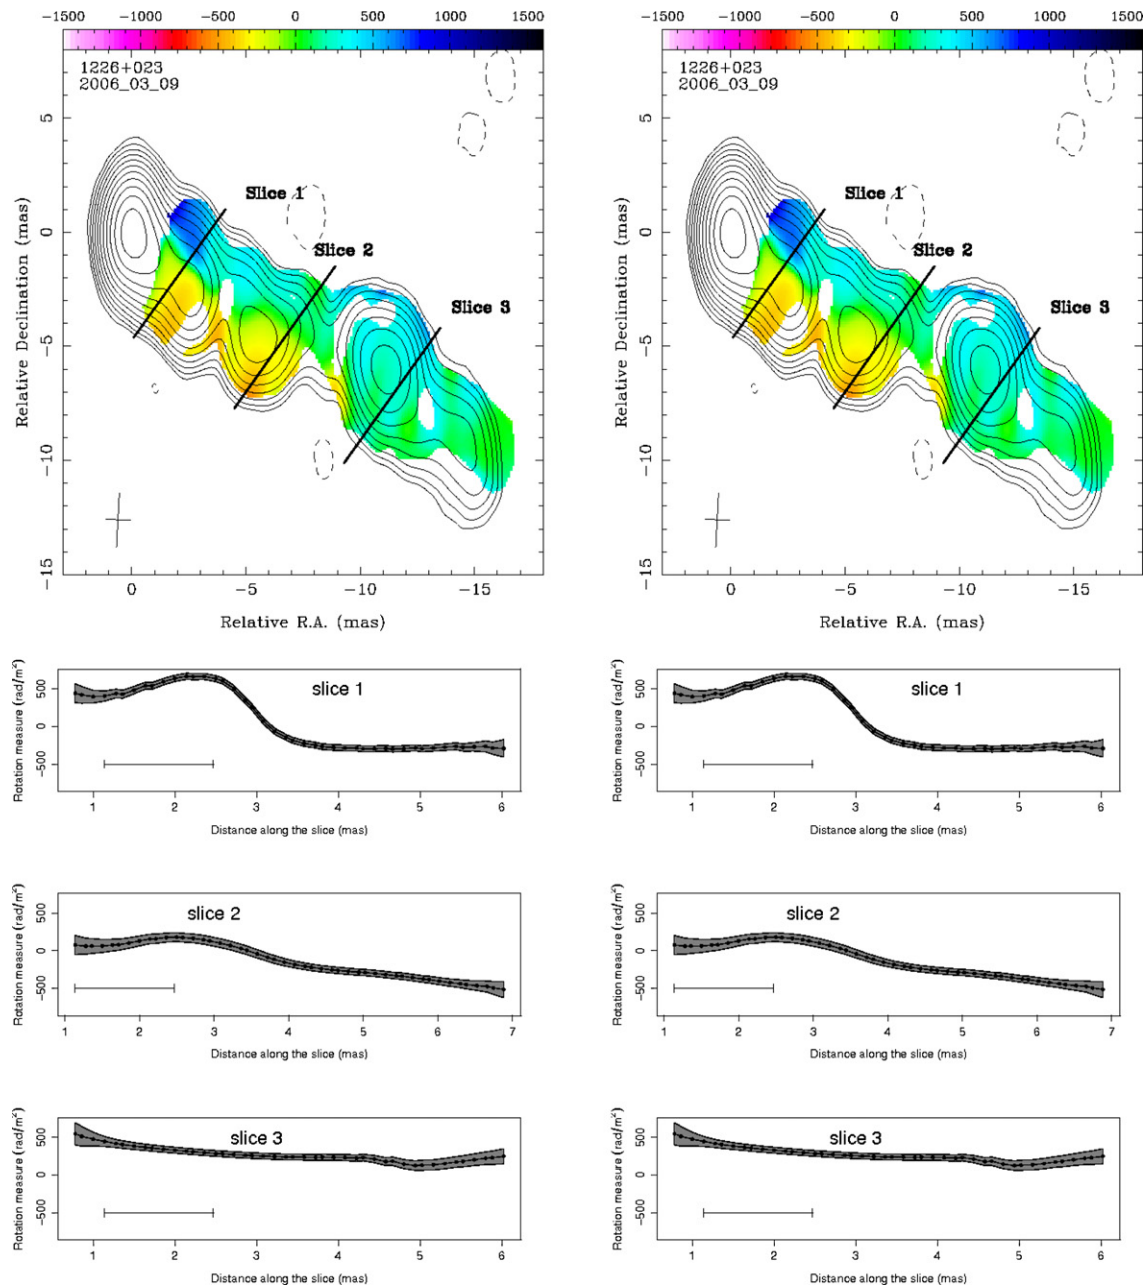 −1500 −1000 −500 0 500 1000 1500
−1500 −1000 −500 0 500 1000 1500
1226+023
2006_03_09
1226+023
2006_03_09
Slice 1
Slice 2
Slice 3
Slice 1
Slice 2
Slice 3
Relative Declination (mas)
5
0
−5
−10
−15
Relative Declination (mas)
5
0
−5
−10
−15
0 −5 −10 −15
0 −5 −10 −15
Relative R.A. (mas)
Relative R.A. (mas)
Rotation measure (rad/m²)
500
0
−500
slice 1
1 2 3 4 5 6
Distance along the slice (mas)
Rotation measure (rad/m²)
500
0
−500
slice 1
1 2 3 4 5 6
Distance along the slice (mas)
Rotation measure (rad/m²)
500
0
−500
slice 2
1 2 3 4 5 6 7
Distance along the slice (mas)
Rotation measure (rad/m²)
500
0
−500
slice 2
1 2 3 4 5 6 7
Distance along the slice (mas)
Rotation measure (rad/m²)
500
0
−500
slice 3
1 2 3 4 5 6
Distance along the slice (mas)
Rotation measure (rad/m²)
500
0
−500
slice 3
1 2 3 4 5 6
Distance along the slice (mas)